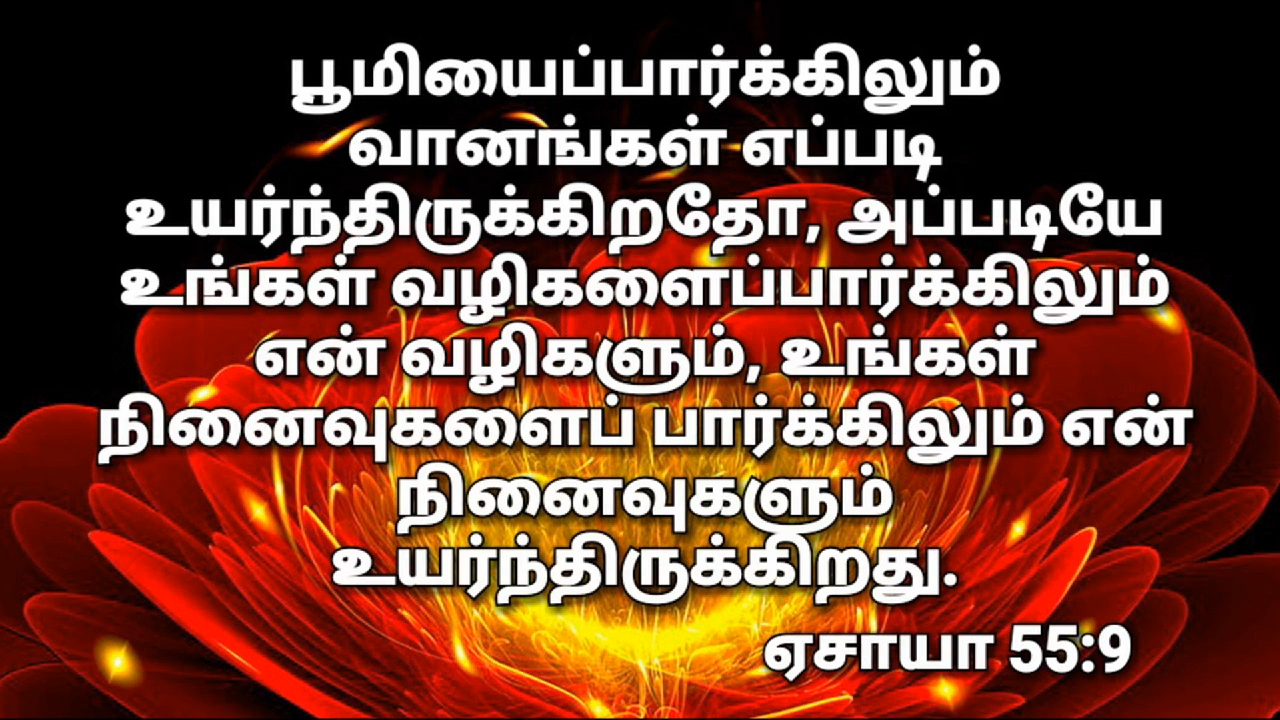 பூமியைப்பார்க்கிலும்
வானங்கள் எப்படி
உயர்ந்திருக்கிறதோ, அப்படியே
உங்கள் வழிகளைப்பார்க்கிலும்
என் வழிகளும், உங்கள்
நினைவுகளைப் பார்க்கிலும் என்
நினைவுகளும்
உயர்ந்திருக்கிறது.
ஏசாயா 55:9